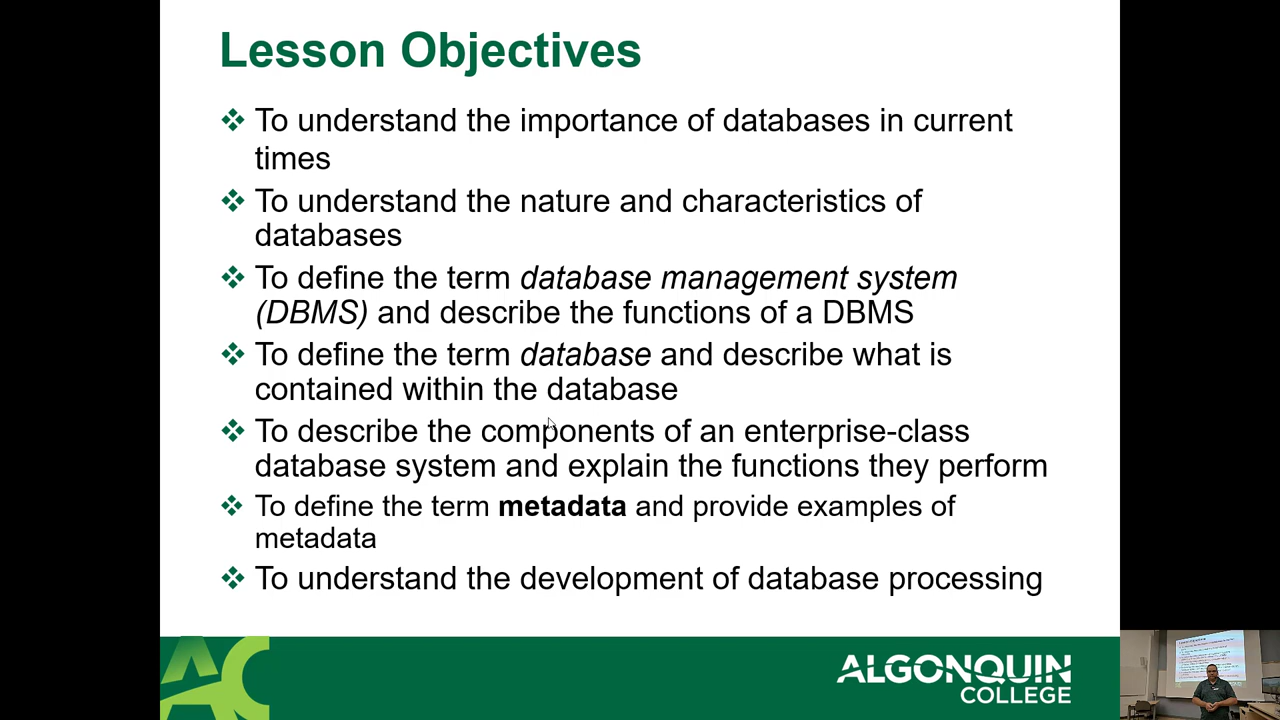 Lesson Objectives
To understand the importance of databases in current
times
To understand the nature and characteristics of
databases
To define the term database management system
(DBMS) and describe the functions of a DBMS
To define the term database and describe what is
contained within the database
To describe the components of an enterprise-class
database system and explain the functions they perform
To define the term metadata and provide examples of
metadata
To understand the development of database processing
AC
ALGONQUIN
COLLEGE